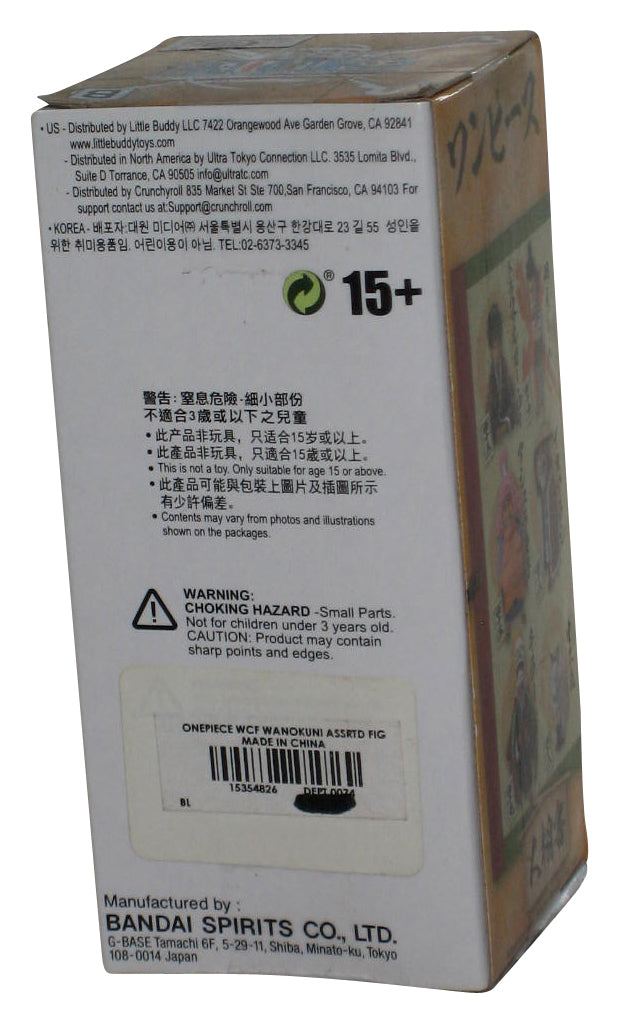 • US - Distributed by Little Buddy LLC 7422 Orangewood Ave Garden Grove, CA 92841
www.littlebuddytoys.com
- Distributed in North America by Ultra Tokyo Connection LLC. 3535 Lomita Blvd.,
Suite D Torrance, CA 90505 info@ultratc.com
- Distributed by Crunchyroll 835 Market St Ste 700,San Francisco, CA 94103 For
support contact us at:Support@crunchroll.com
• KOREA - 배포자:대원 미디어㈜ 서울특별시 용산구 한강대로 23 길 55 성인을
위한 취미용품임. 어린이용이 아님. TEL:02-6373-3345
® 15+
警告: 窒息危險-細小部份
不適合3歲或以下之兒童
• 此产品非玩具，只适合15岁或以上。
• 此產品非玩具，只適合15歲或以上。
• This is not a toy. Only suitable for age 15 or above.
• 此產品可能與包裝上圖片及插圖所示
有少許偏差。
• Contents may vary from photos and illustrations
shown on the packages.
WARNING:
CHOKING HAZARD -Small Parts.
Not for children under 3 years old.
CAUTION: Product may contain
sharp points and edges.
ONEPIECE WCF WANOKUNI ASSRTD FIG
MADE IN CHINA
15354826 DEPT 0074
BL
Manufactured by :
BANDAI SPIRITS CO., LTD.
G-BASE Tamachi 6F, 5-29-11, Shiba, Minato-ku, Tokyo
108-0014 Japan
ワンピース